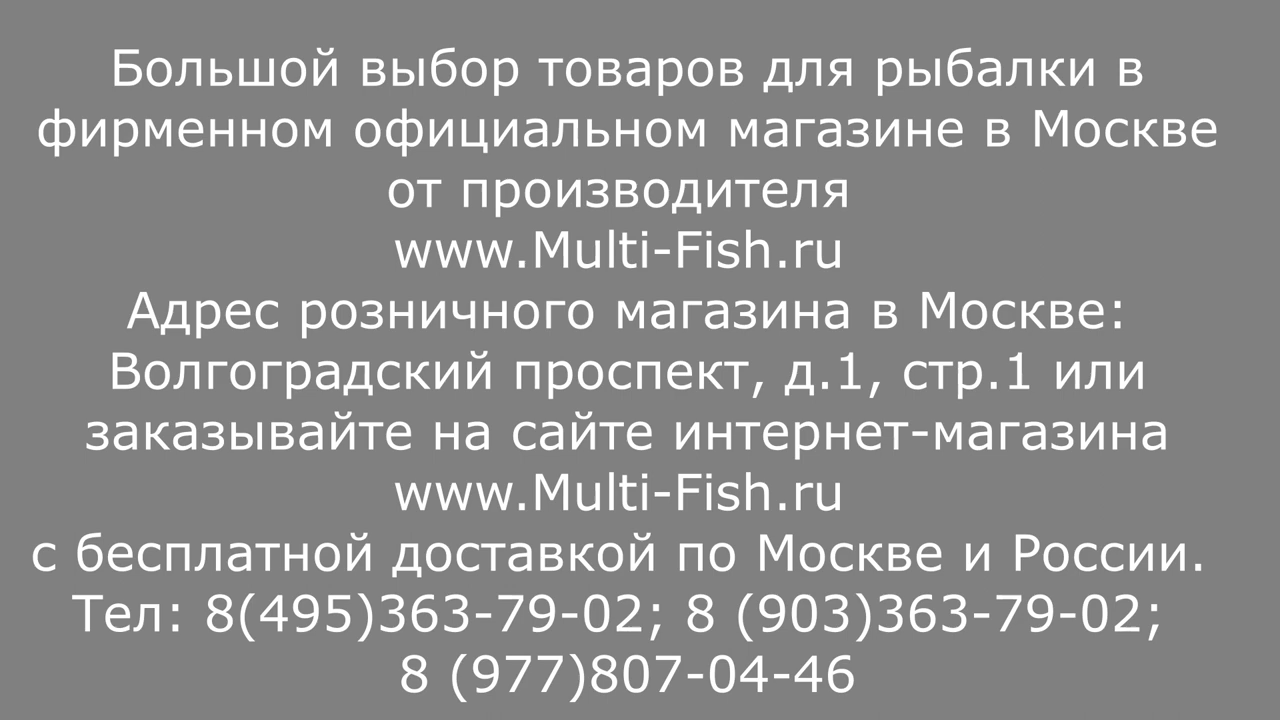 Большой выбор товаров для рыбалки в
фирменном официальном магазине в Москве
от производителя
www.Multi-Fish.ru
Адрес розничного магазина в Москве:
Волгоградский проспект, д.1, стр.1 или
заказывайте на сайте интернет-магазина
www.Multi-Fish.ru
с бесплатной доставкой по Москве и России.
Тел: 8(495)363-79-02; 8 (903)363-79-02;
8 (977)807-04-46